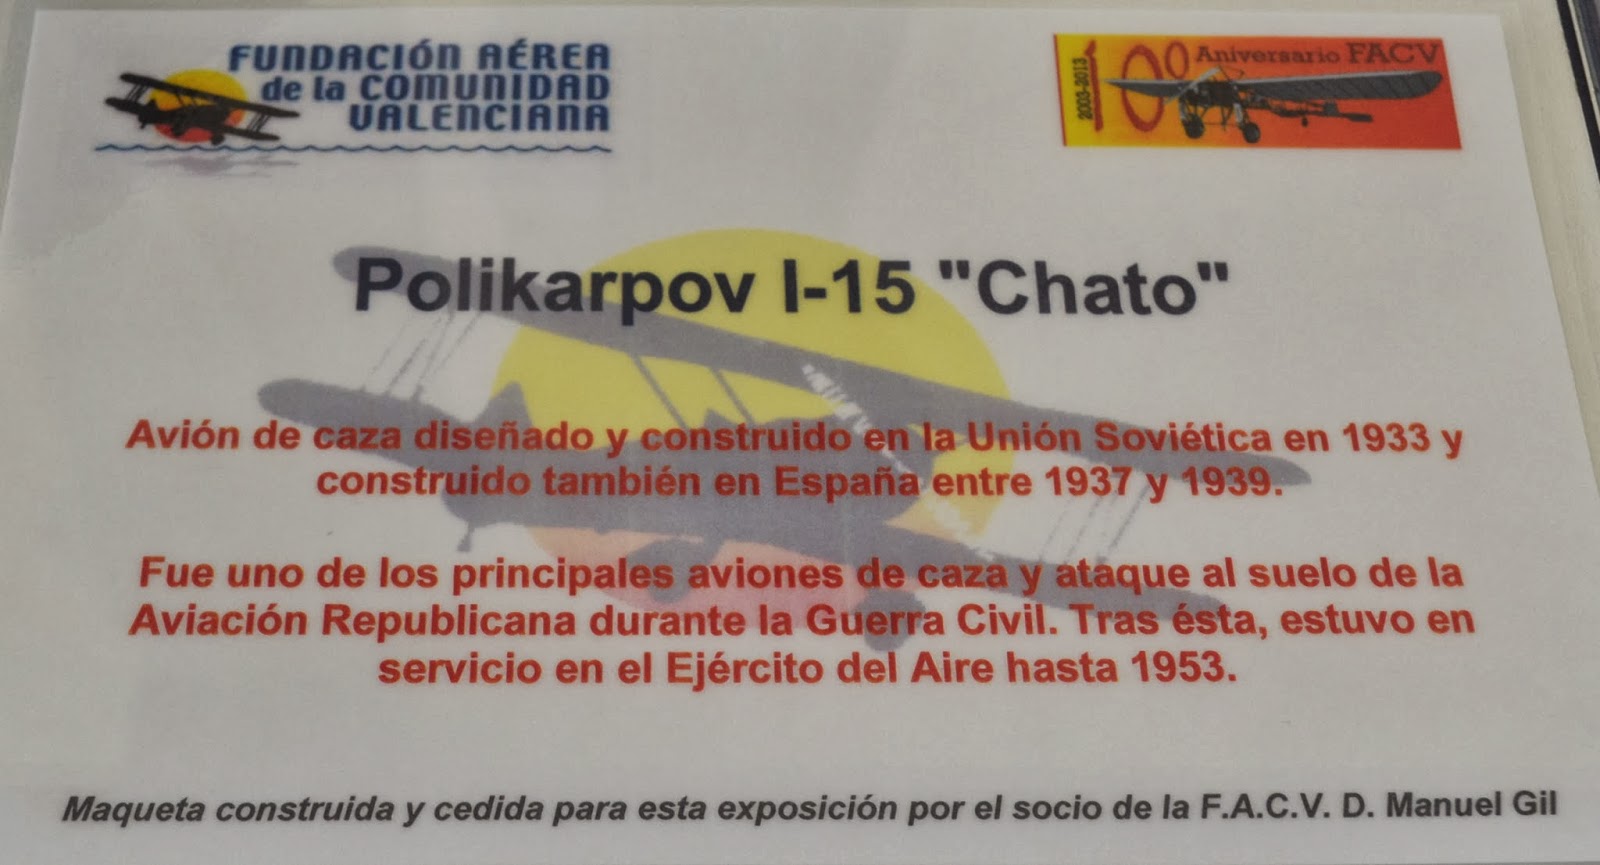 FUNDACIÓN AÉREA
de la COMUNIDAD
VALENCIANA
10º Aniversario FACV
2003-2013
Polikarpov I-15 "Chato"
Avión de caza diseñado y construido en la Unión Soviética en 1933 y
construido también en España entre 1937 y 1939.
Fue uno de los principales aviones de caza y ataque al suelo de la
Aviación Republicana durante la Guerra Civil. Tras ésta, estuvo en
servicio en el Ejército del Aire hasta 1953.
Maqueta construida y cedida para esta exposición por el socio de la F.A.C.V. D. Manuel Gil